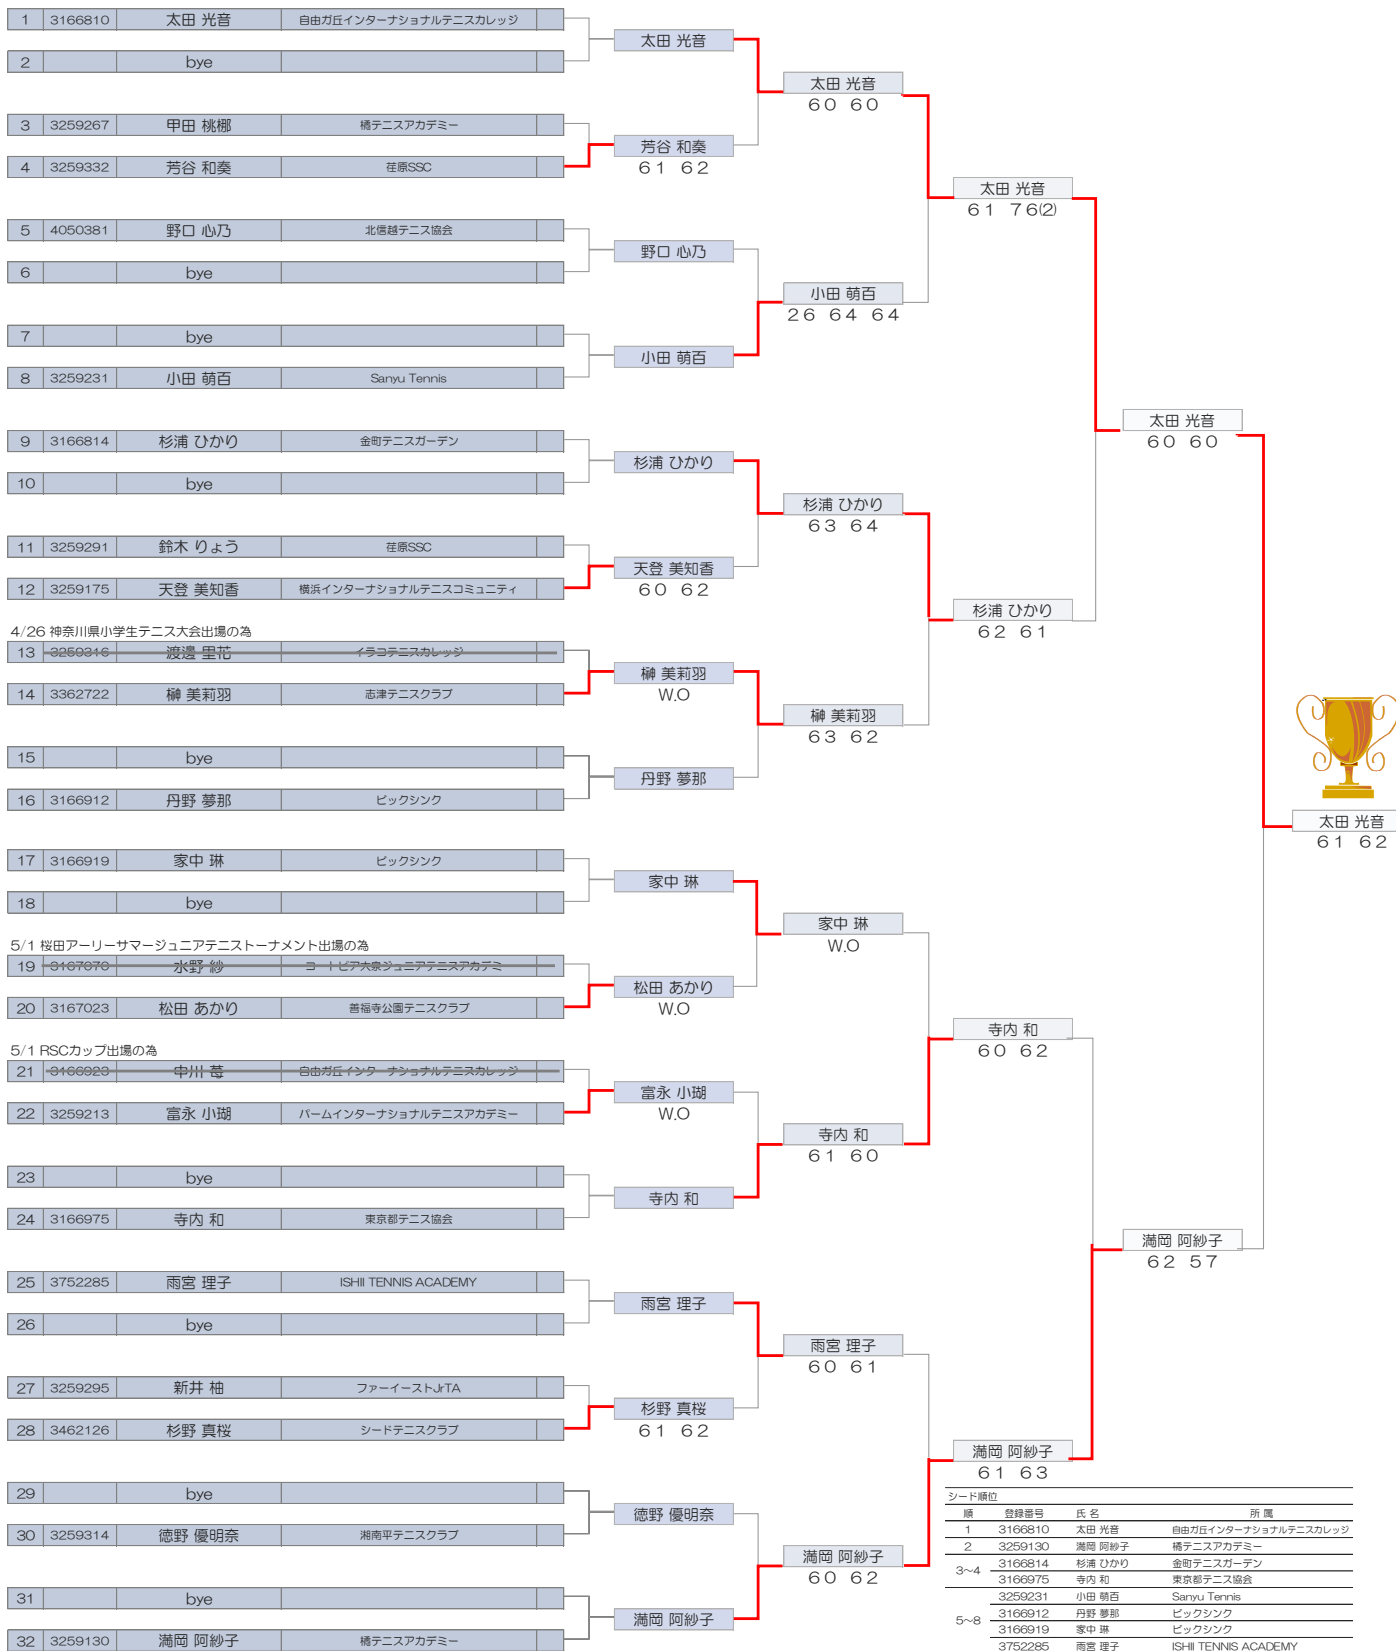 1 3166810 太田 光音 自由ガ丘インターナショナルテニスカレッジ
太田 光音
2 bye
太田 光音
60 60
3 3259267 甲田 桃梛 橘テニスアカデミー
芳谷 和奏
61 62
4 3259332 芳谷 和奏 荏原SSC
太田 光音
61 76(2)
5 4050381 野口 心乃 北信越テニス協会
野口 心乃
6 bye
小田 萌百
26 64 64
7 bye
小田 萌百
8 3259231 小田 萌百 Sanyu Tennis
太田 光音
60 60
9 3166814 杉浦 ひかり 金町テニスガーデン
杉浦 ひかり
10 bye
杉浦 ひかり
63 64
11 3259291 鈴木 りょう 荏原SSC
天登 美知香
60 62
12 3259175 天登 美知香 横浜インターナショナルテニスコミュニティ
杉浦 ひかり
62 61
4/26 神奈川県小学生テニス大会出場の為
13 3259316 渡邊 里花 イラコテニスカレッジ
榊 美莉羽
W.O
14 3362722 榊 美莉羽 志津テニスクラブ
榊 美莉羽
63 62
15 bye
丹野 夢那
16 3166912 丹野 夢那 ビックシンク
太田 光音
61 62
17 3166919 家中 琳 ビックシンク
家中 琳
18 bye
家中 琳
W.O
5/1 桜田アーリーサマージュニアテニストーナメント出場の為
19 3167070 水野 紗 コートピア大泉ジュニアテニスアカデミ
松田 あかり
W.O
20 3167023 松田 あかり 善福寺公園テニスクラブ
寺内 和
60 62
5/1 RSCカップ出場の為
21 3166923 中川 苺 自由ガ丘インターナショナルテニスカレッジ
富永 小瑚
W.O
22 3259213 富永 小瑚 パームインターナショナルテニスアカデミー
寺内 和
61 60
23 bye
寺内 和
24 3166975 寺内 和 東京都テニス協会
満岡 阿紗子
62 57
25 3752285 雨宮 理子 ISHII TENNIS ACADEMY
雨宮 理子
26 bye
雨宮 理子
60 61
27 3259295 新井 柚 ファーイーストJrTA
杉野 真桜
61 62
28 3462126 杉野 真桜 シードテニスクラブ
満岡 阿紗子
61 63
29 bye
徳野 優明奈
30 3259314 徳野 優明奈 湘南平テニスクラブ
満岡 阿紗子
60 62
31 bye
満岡 阿紗子
32 3259130 満岡 阿紗子 橘テニスアカデミー
シード順位
順 登録番号 氏 名 所 属
1 3166810 太田 光音 自由ガ丘インターナショナルテニスカレッジ
2 3259130 満岡 阿紗子 橘テニスアカデミー
3~4 3166814 杉浦 ひかり 金町テニスガーデン
3166975 寺内 和 東京都テニス協会
5~8 3259231 小田 萌百 Sanyu Tennis
3166912 丹野 夢那 ビックシンク
3166919 家中 琳 ビックシンク
3752285 雨宮 理子 ISHII TENNIS ACADEMY